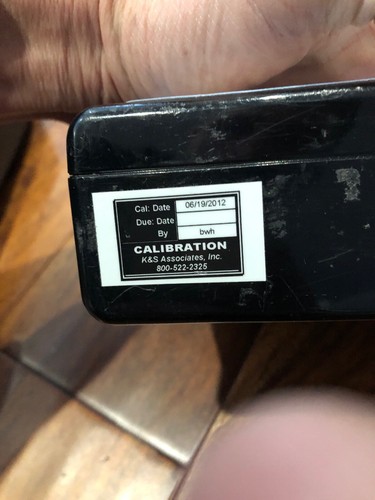 Cal: Date 06/19/2012
Due: Date
By bwh
CALIBRATION
K&S Associates, Inc.
800-522-2325